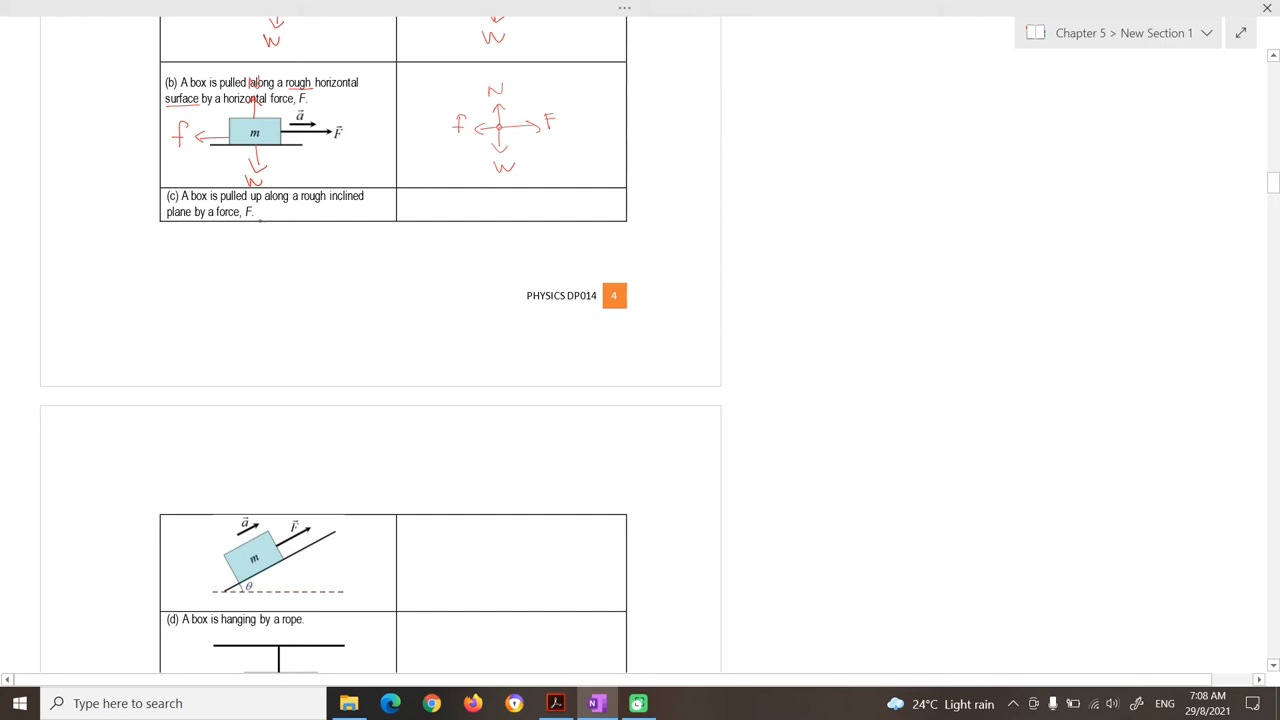 Chapter 5 > New Section 1
W
W
(b) A box is pulled along a rough horizontal
surface by a horizontal force, F.
N
a
f
m
F
W
N
f
F
W
(c) A box is pulled up along a rough inclined
plane by a force, F.
PHYSICS DP014 4
a
F
m
θ
(d) A box is hanging by a rope.
Type here to search
24°C Light rain
ENG
7:08 AM
29/8/2021